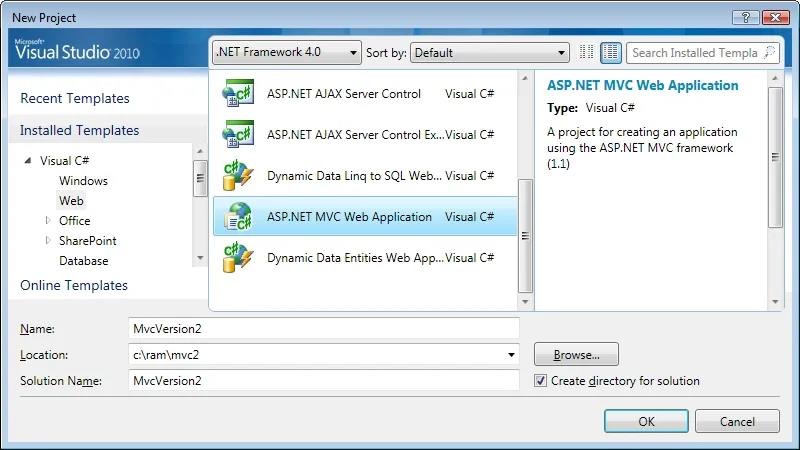 New Project
Microsoft
Visual Studio 2010
.NET Framework 4.0
Sort by: Default
Search Installed Templa
Recent Templates
Installed Templates
Visual C#
Windows
Web
Office
SharePoint
Database
Online Templates
ASP.NET AJAX Server Control Visual C#
ASP.NET AJAX Server Control Ex... Visual C#
Dynamic Data Linq to SQL Web... Visual C#
ASP.NET MVC Web Application Visual C#
Dynamic Data Entities Web App... Visual C#
ASP.NET MVC Web Application
Type: Visual C#
A project for creating an application
using the ASP.NET MVC framework
(1.1)
Name: MvcVersion2
Location: c:\ram\mvc2
Browse...
Solution Name: MvcVersion2
Create directory for solution
OK
Cancel